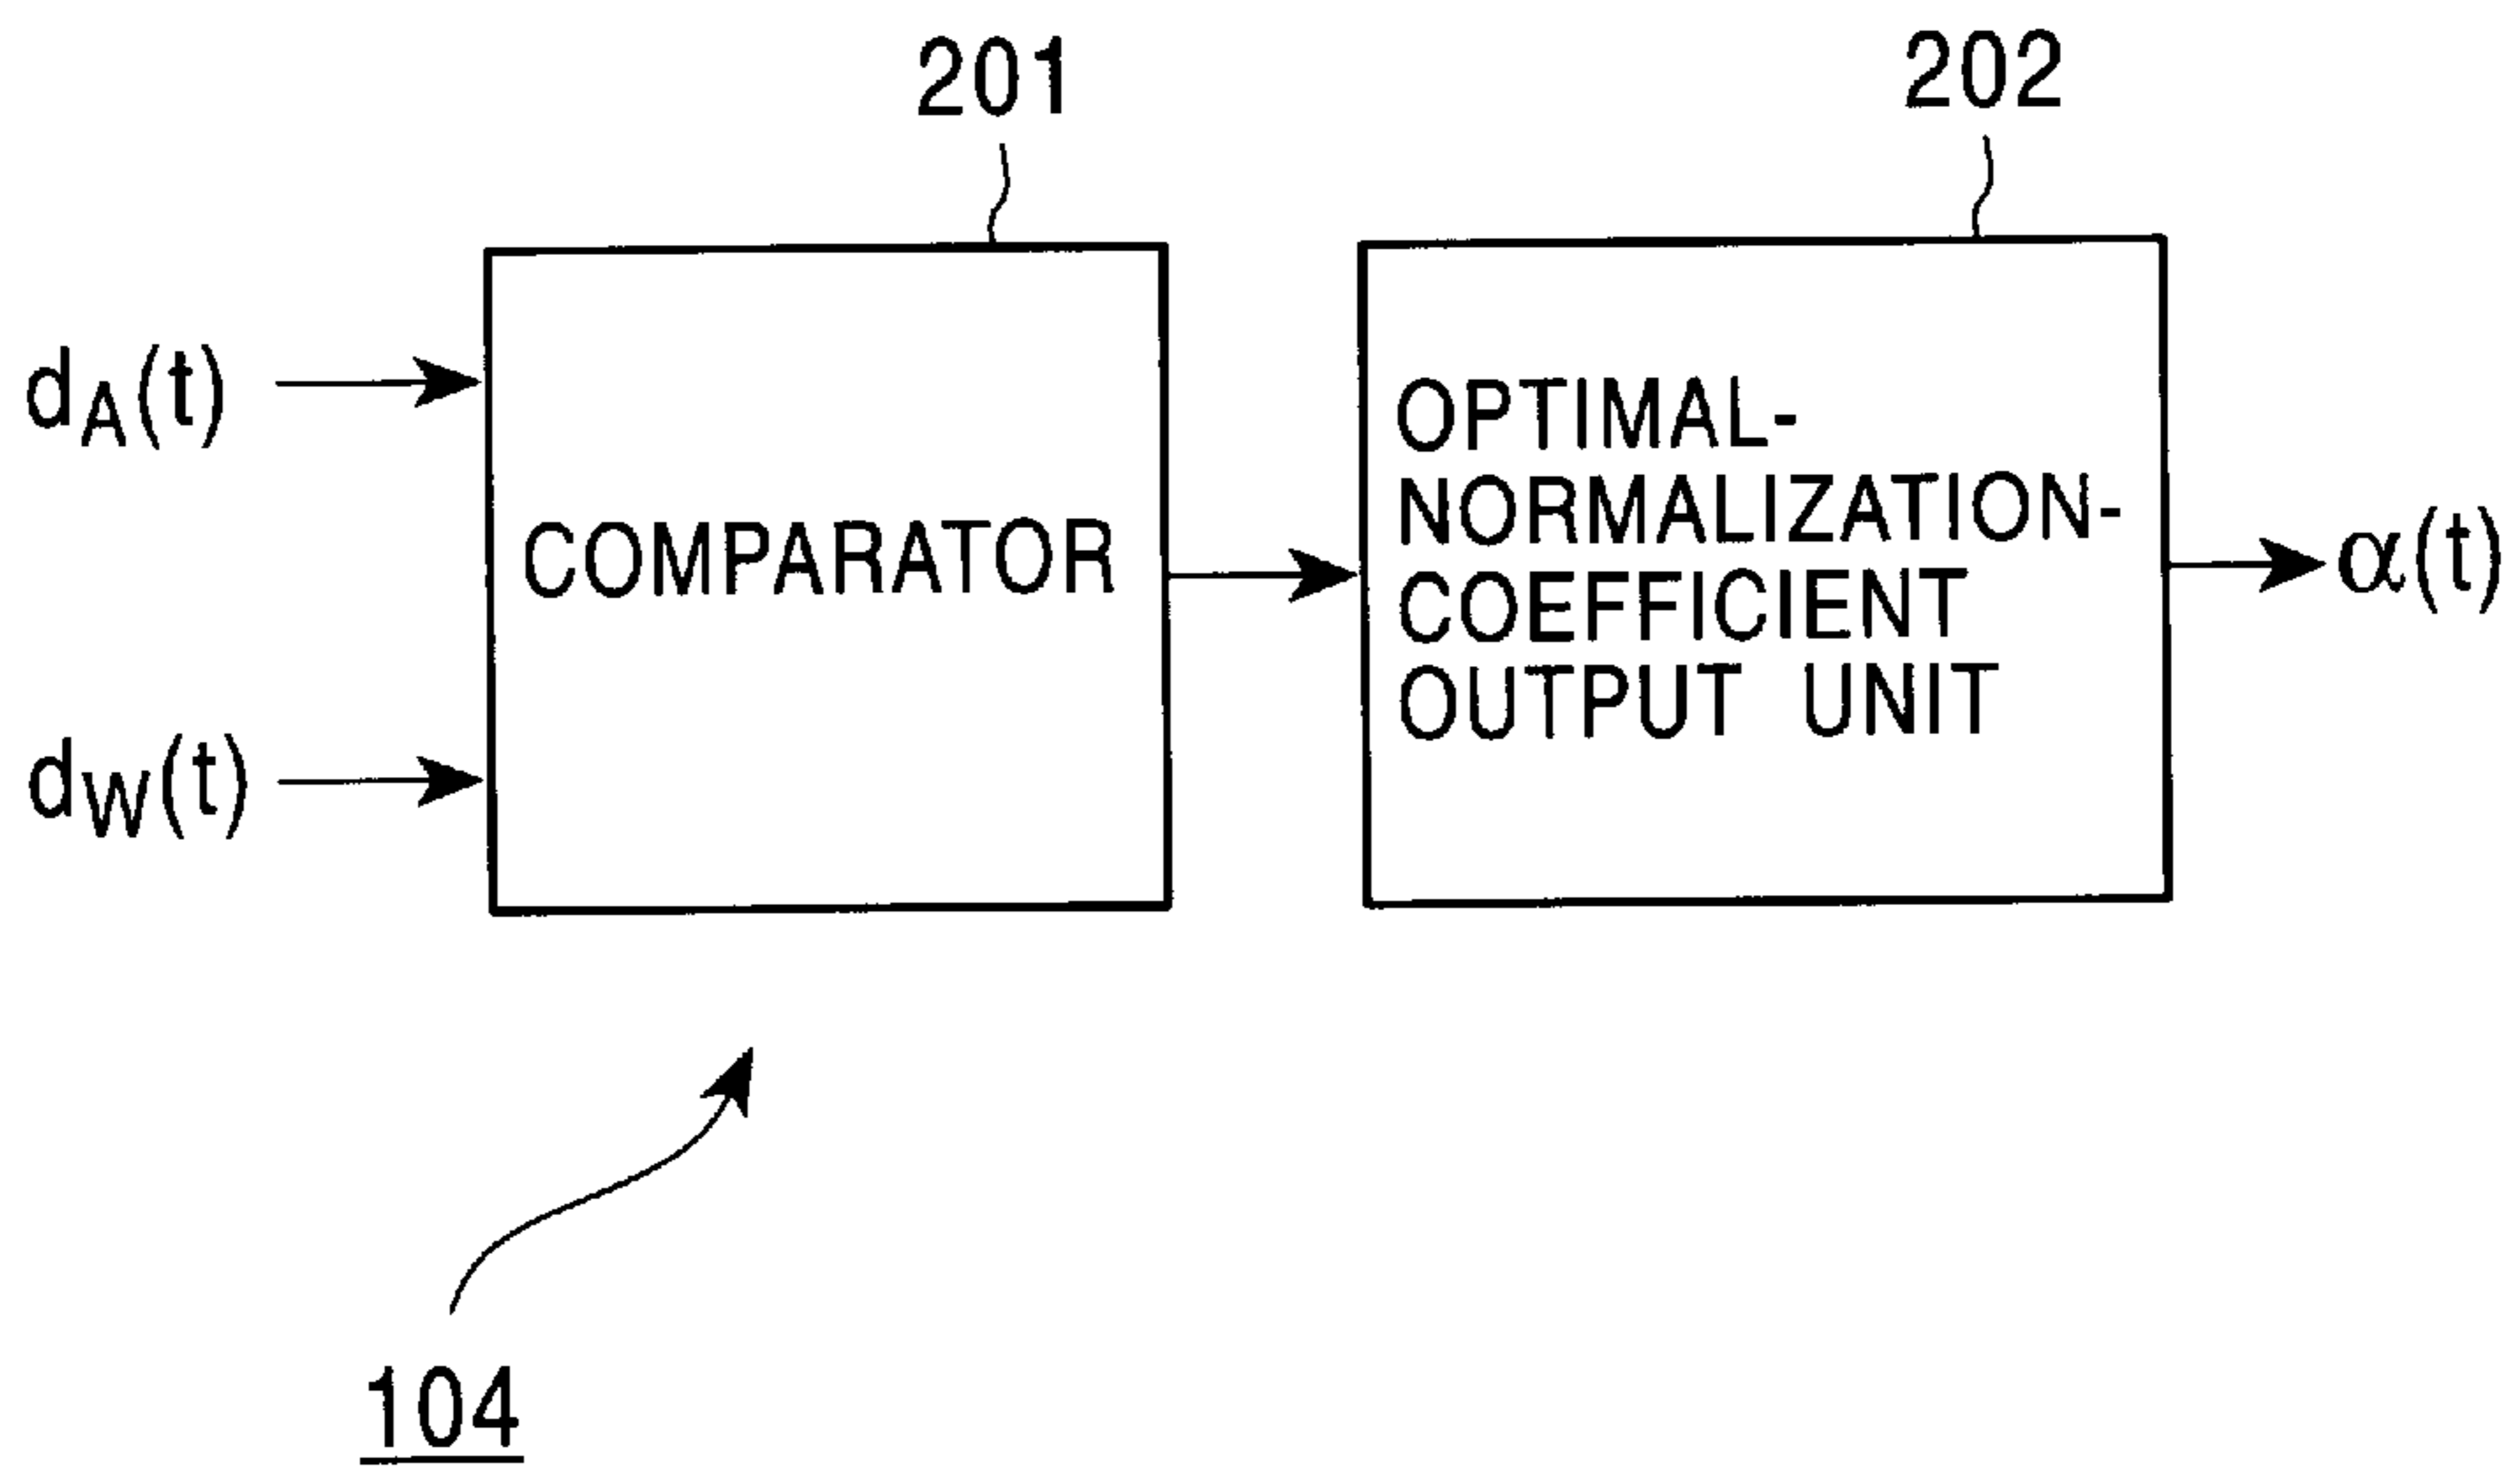 201
202
dA(t)
COMPARATOR
OPTIMAL-
NORMALIZATION-
COEFFICIENT
OUTPUT UNIT
α(t)
dW(t)
104